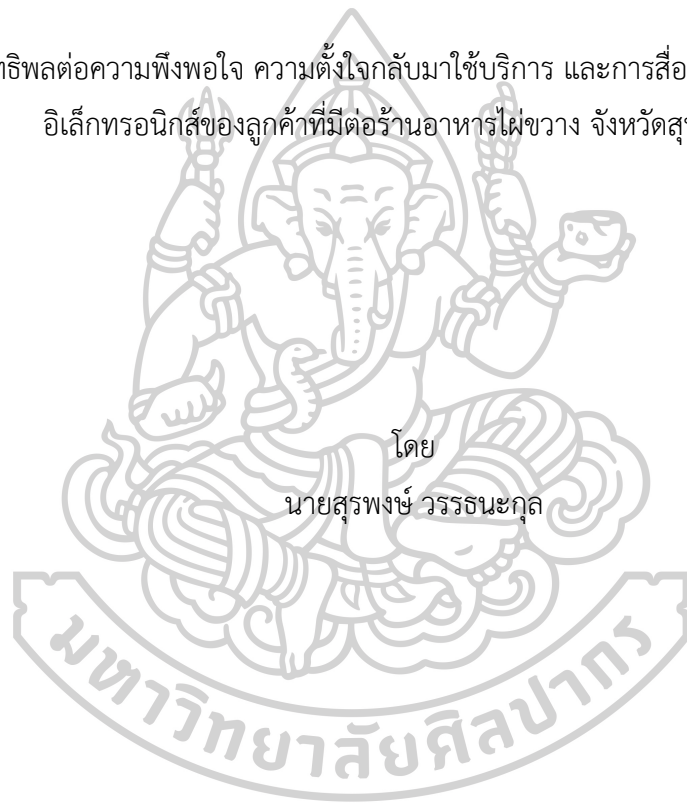 ทธิพลต่อความพึงพอใจ ความตั้งใจกลับมาใช้บริการ และการสื่อ
อิเล็กทรอนิกส์ของลูกค้าที่มีต่อร้านอาหารไผ่ขวาง จังหวัดสุ
โดย
นายสุรพงษ์ วรรธนะกุล
มหาวิทยาลัยศิลปากร